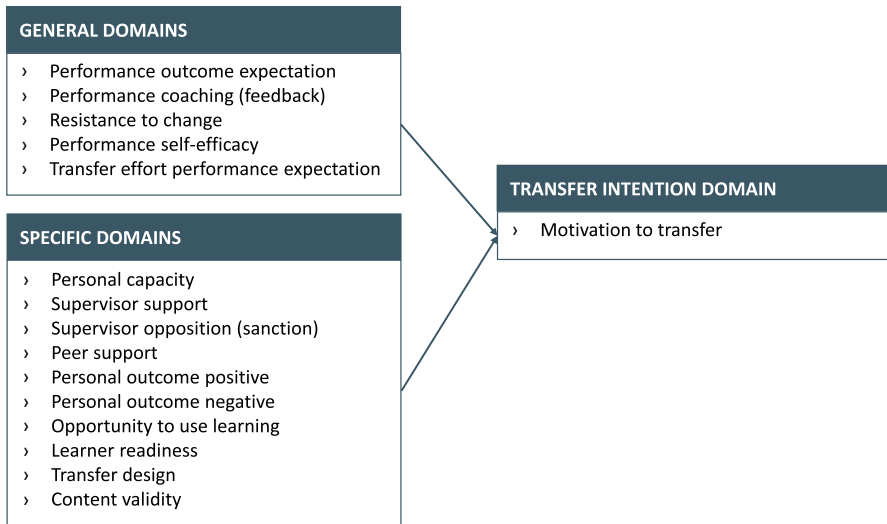 GENERAL DOMAINS
› Performance outcome expectation
› Performance coaching (feedback)
› Resistance to change
› Performance self-efficacy
› Transfer effort performance expectation
SPECIFIC DOMAINS
› Personal capacity
› Supervisor support
› Supervisor opposition (sanction)
› Peer support
› Personal outcome positive
› Personal outcome negative
› Opportunity to use learning
› Learner readiness
› Transfer design
› Content validity
TRANSFER INTENTION DOMAIN
› Motivation to transfer